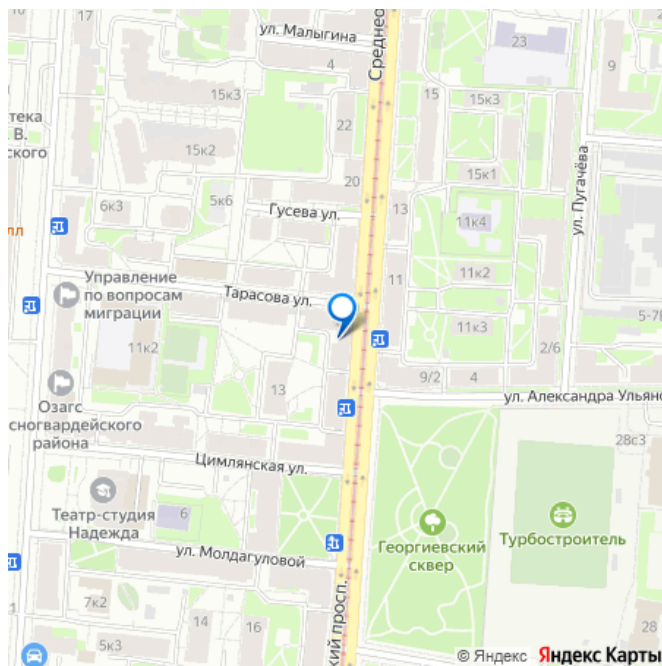 ул. Малыгина
17
4
Среднео
23
9
15к3
15
15к3
22
тека
В.
ского
15к2
20
15к1
ул. Пугачёва
5к6
6к3
Гусева ул.
13
11к4
лл
Управление
по вопросам
миграции
Тарасова ул.
11
11к2
11к3
5-7
11к2
2/6
13
9/2
4
Озагс
сногвардейского
района
ул. Александра Ульяно
28с3
Цимлянская ул.
Театр-студия
Надежда
6
Георгиевский
сквер
Турбостроитель
ул. Молдагуловой
7к2
14
16
кий просп.
28
5к3
© Яндекс Яндекс Карты